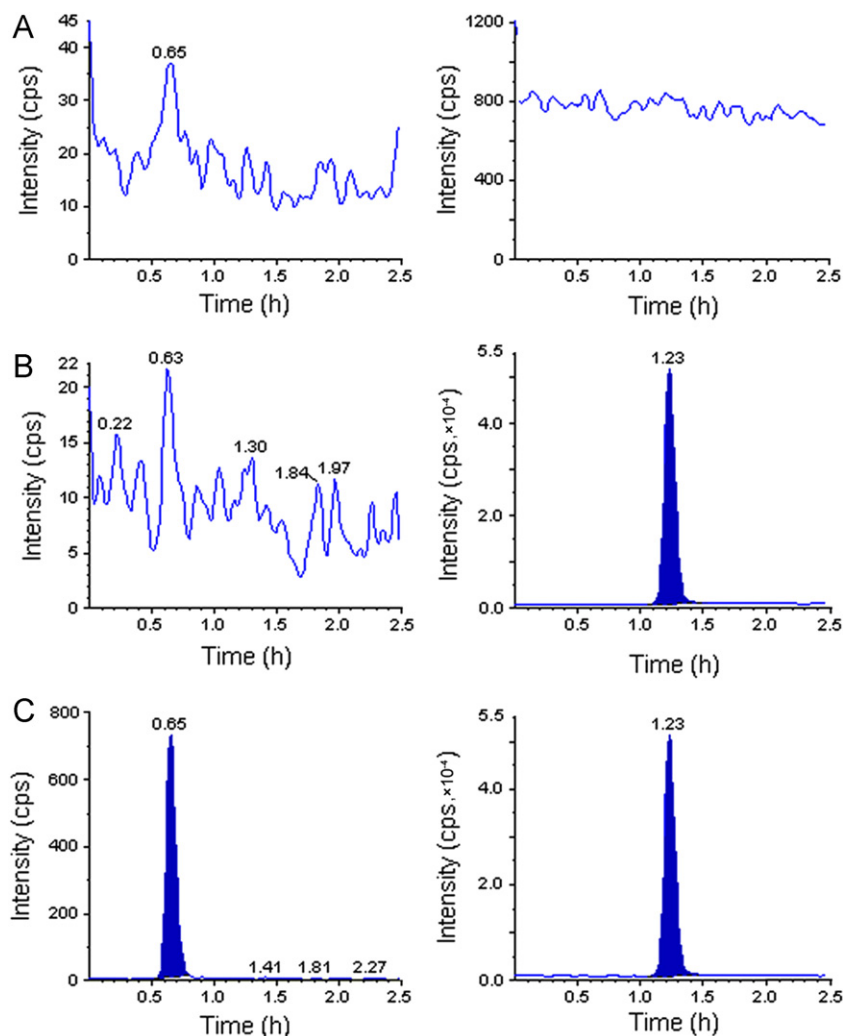 A
Intensity (cps)
45
40
30
20
10
0
0.65
0.5 1.0 1.5 2.0 2.5
Time (h)
Intensity (cps)
1200
800
400
0
0.5 1.0 1.5 2.0 2.5
Time (h)
B
Intensity (cps)
22
20
15
10
5
0
0.22
0.63
1.30
1.84
1.97
0.5 1.0 1.5 2.0 2.5
Time (h)
Intensity (cps,×10⁻⁴)
5.5
4.0
2.0
0.0
1.23
0.5 1.0 1.5 2.0 2.5
Time (h)
C
Intensity (cps)
800
600
400
200
0
0.65
1.41 1.81 2.27
0.5 1.0 1.5 2.0 2.5
Time (h)
Intensity (cps,×10⁻⁴)
5.5
4.0
2.0
0.0
1.23
0.5 1.0 1.5 2.0 2.5
Time (h)